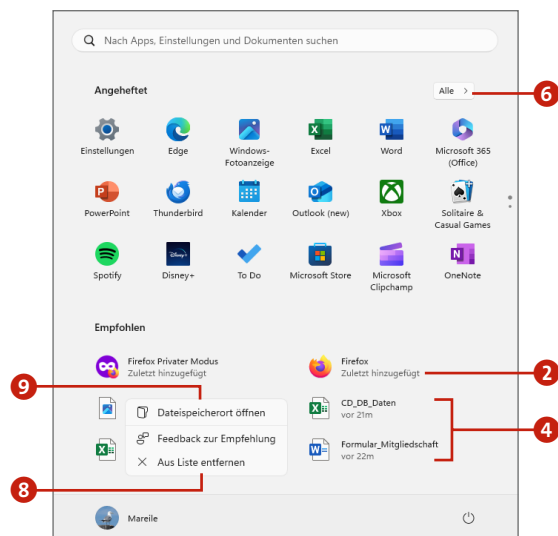 Nach Apps, Einstellungen und Dokumenten suchen
Angeheftet
Alle >
6
Einstellungen
Edge
Windows-
Fotoanzeige
Excel
Word
Microsoft 365
(Office)
PowerPoint
Thunderbird
Kalender
Outlook (new)
Xbox
Solitaire &
Casual Games
Spotify
Disney+
To Do
Microsoft Store
Microsoft
Clipchamp
OneNote
Empfohlen
Firefox Privater Modus
Zuletzt hinzugefügt
Firefox
Zuletzt hinzugefügt
2
9
Dateispeicherort öffnen
Feedback zur Empfehlung
Aus Liste entfernen
8
CD_DB_Daten
vor 21m
Formular_Mitgliedschaft
vor 22m
4
Mareile